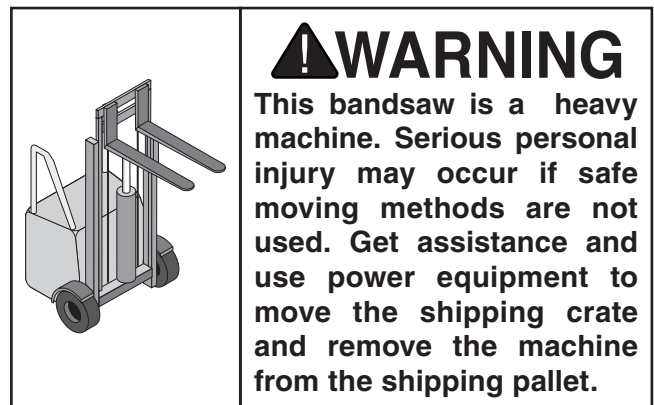 WARNING
This bandsaw is a heavy
machine. Serious personal
injury may occur if safe
moving methods are not
used. Get assistance and
use power equipment to
move the shipping crate
and remove the machine
from the shipping pallet.